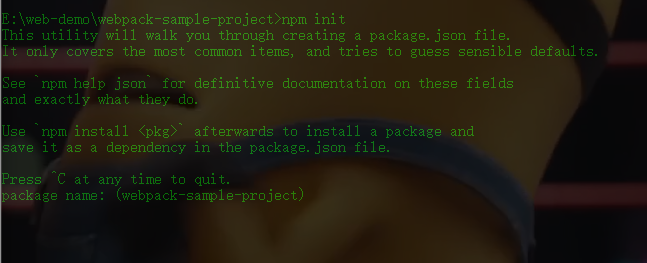 E:\web-demo\webpack-sample-project>npm init
This utility will walk you through creating a package.json file.
It only covers the most common items, and tries to guess sensible defaults.
See `npm help json` for definitive documentation on these fields
and exactly what they do.
Use `npm install <pkg>` afterwards to install a package and
save it as a dependency in the package.json file.
Press ^C at any time to quit.
package name: (webpack-sample-project)